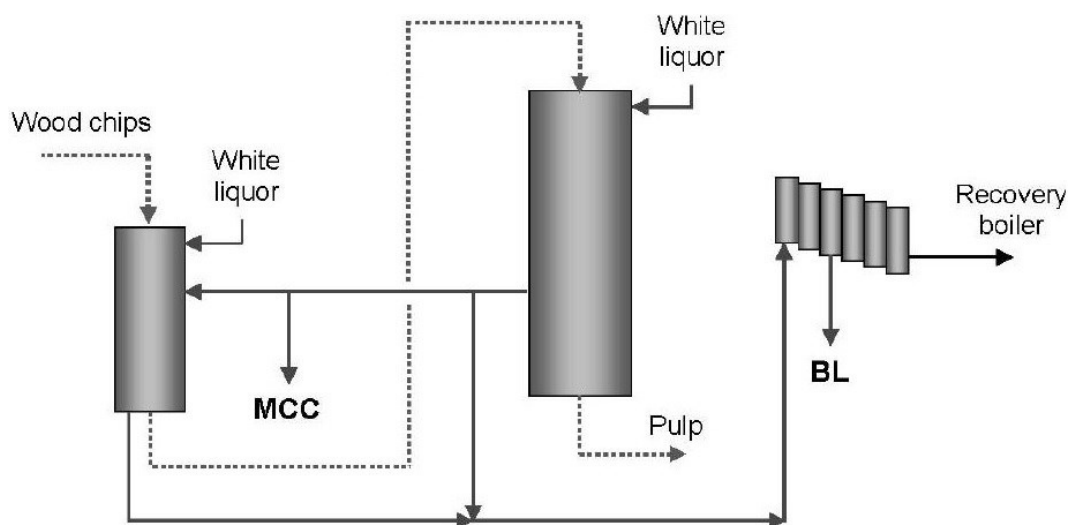 White
liquor
Wood chips
White
liquor
Recovery
boiler
MCC
BL
Pulp